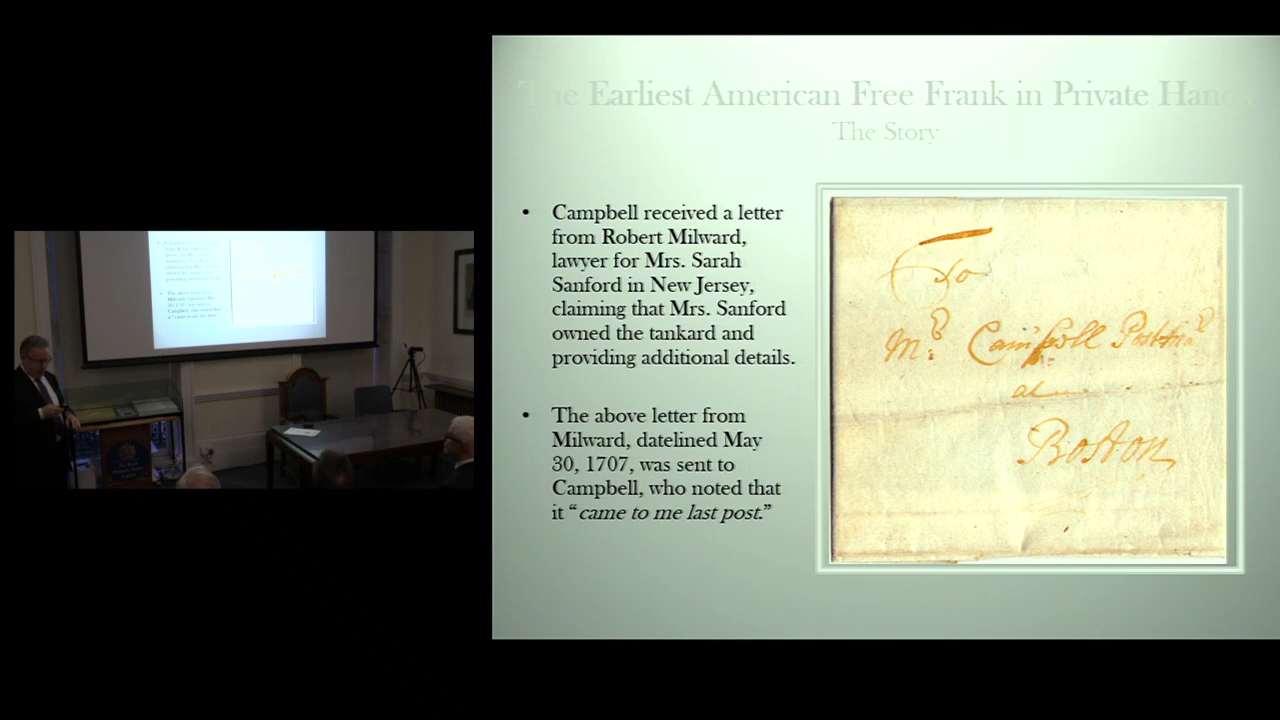 The Earliest American Free Frank in Private Hands
The Story
• Campbell received a letter
from Robert Milward,
lawyer for Mrs. Sarah
Sanford in New Jersey,
claiming that Mrs. Sanford
owned the tankard and
providing additional details.
• The above letter from
Milward, datelined May
30, 1707, was sent to
Campbell, who noted that
it “came to me last post.”
To
Mr. Campbell
at
Boston